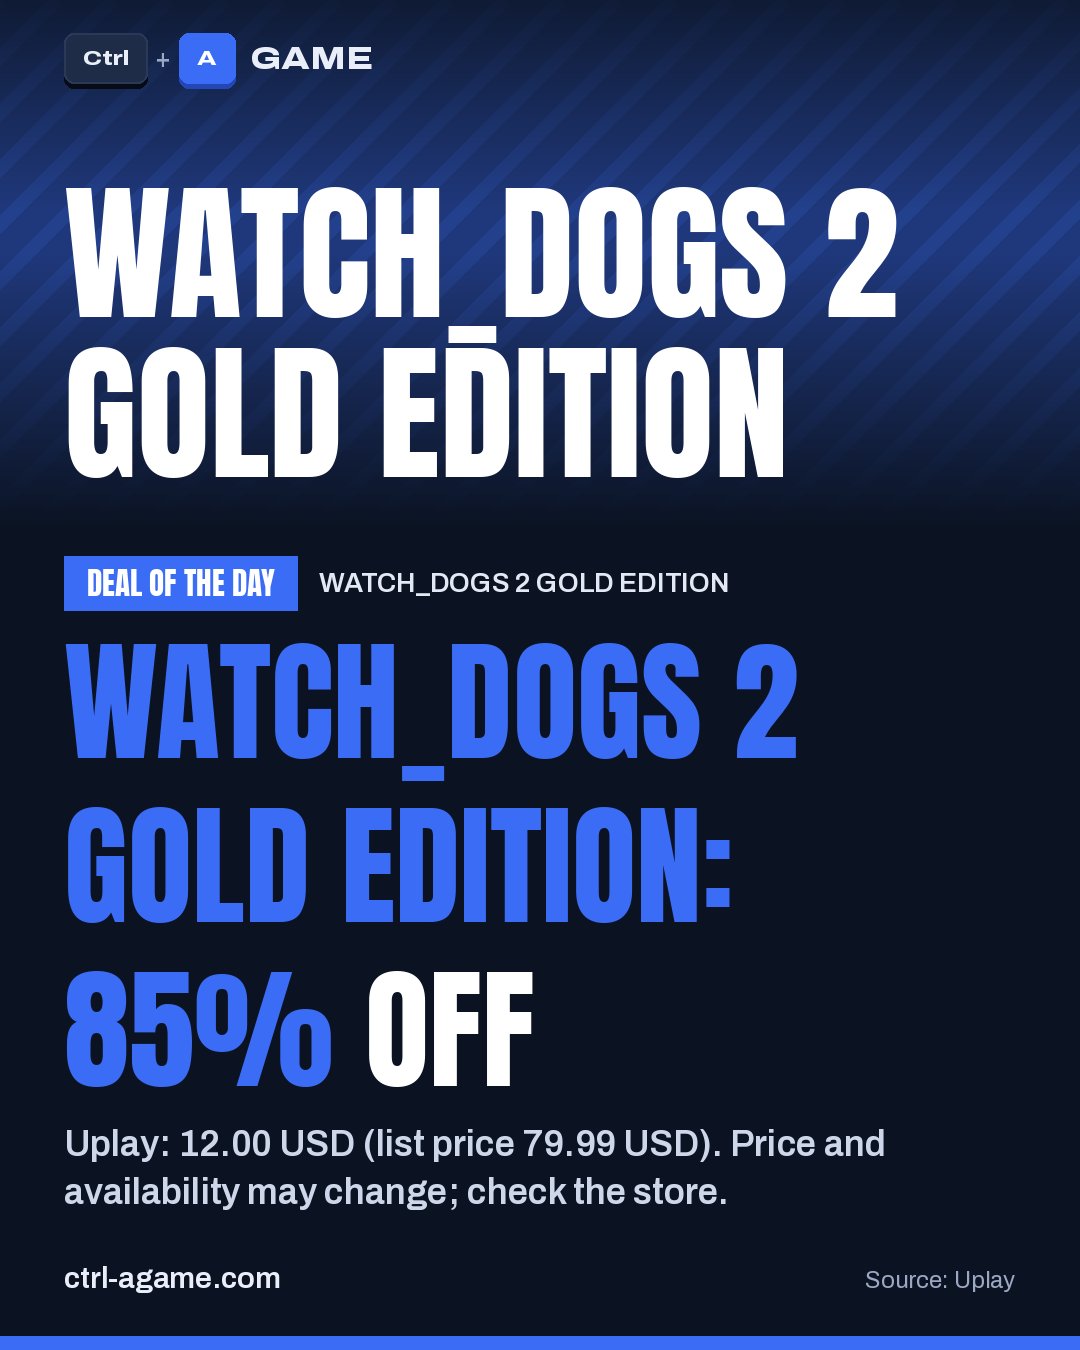 Ctrl + A GAME
WATCH_DOGS 2
GOLD EDITION
DEAL OF THE DAY WATCH_DOGS 2 GOLD EDITION
WATCH_DOGS 2
GOLD EDITION:
85% OFF
Uplay: 12.00 USD (list price 79.99 USD). Price and
availability may change; check the store.
ctrl-agame.com Source: Uplay